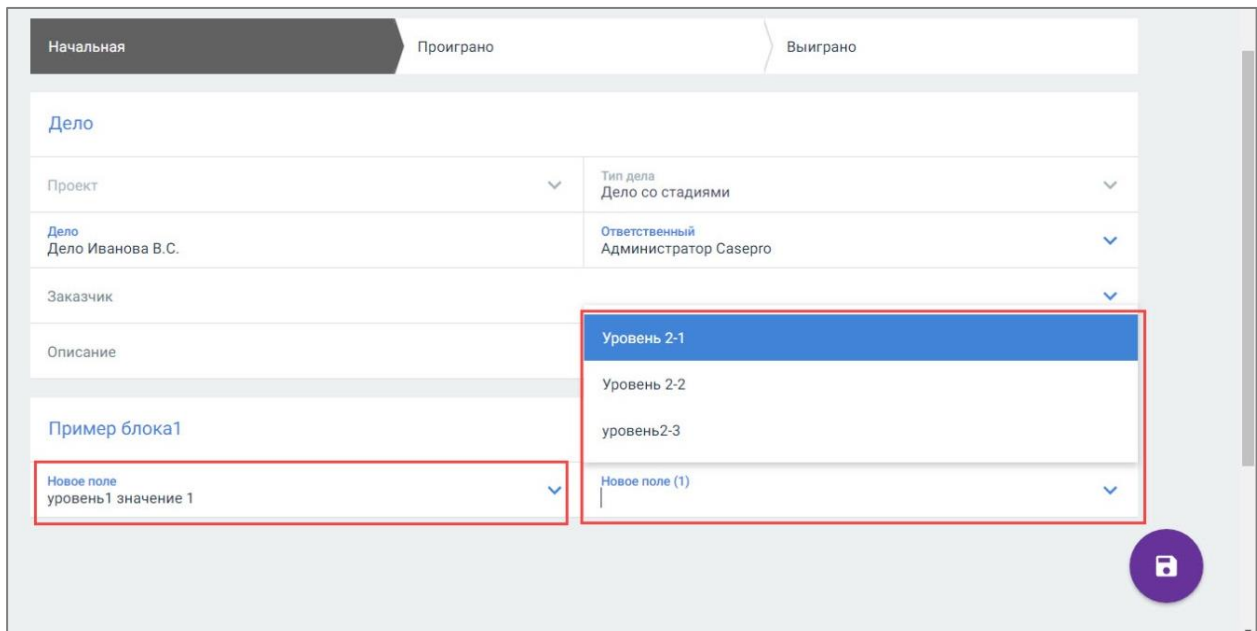 Начальная
Проиграно
Выиграно
Дело
Проект
Тип дела
Дело со стадиями
Дело
Дело Иванова В.С.
Ответственный
Администратор Casepro
Заказчик
Описание
Уровень 2-1
Уровень 2-2
уровень2-3
Пример блока1
Новое поле
уровень1 значение 1
Новое поле (1)